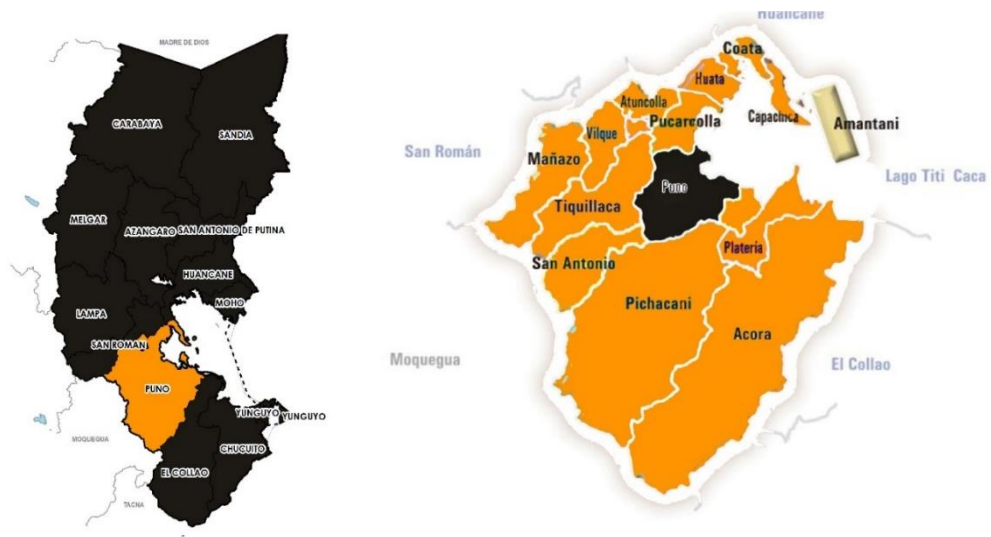 MADRE DE DIOS
CARABAYA
SANDIA
MELGAR
AZANGARO
SAN ANTONIO DE PUTINA
HUANCANE
MOHO
LAMPA
SAN ROMAN
PUNO
YUNGUYO
YUNGUYO
MOQUEGUA
CHUCUITO
EL COLLAO
TACNA
Huancane
Coata
Huata
Atuncolla
Capachica
Pucarcolla
Amantani
Vilque
San Román
Mañazo
Lago Titi Caca
Puno
Tiquillaca
Platería
San Antonio
Pichacani
Acora
Moquegua
El Collao